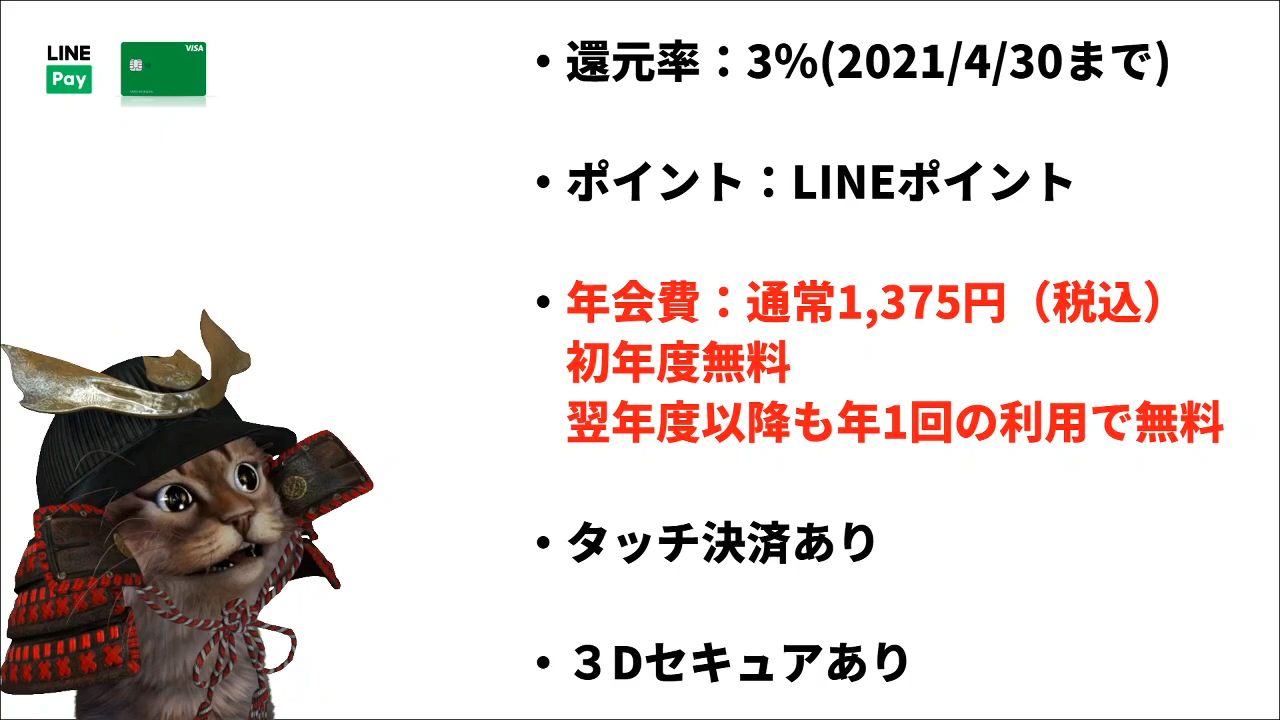 LINE
Pay
VISA
・還元率：3%(2021/4/30まで)
・ポイント：LINEポイント
・年会費：通常1,375円（税込）
初年度無料
翌年度以降も年1回の利用で無料
・タッチ決済あり
・３Dセキュアあり